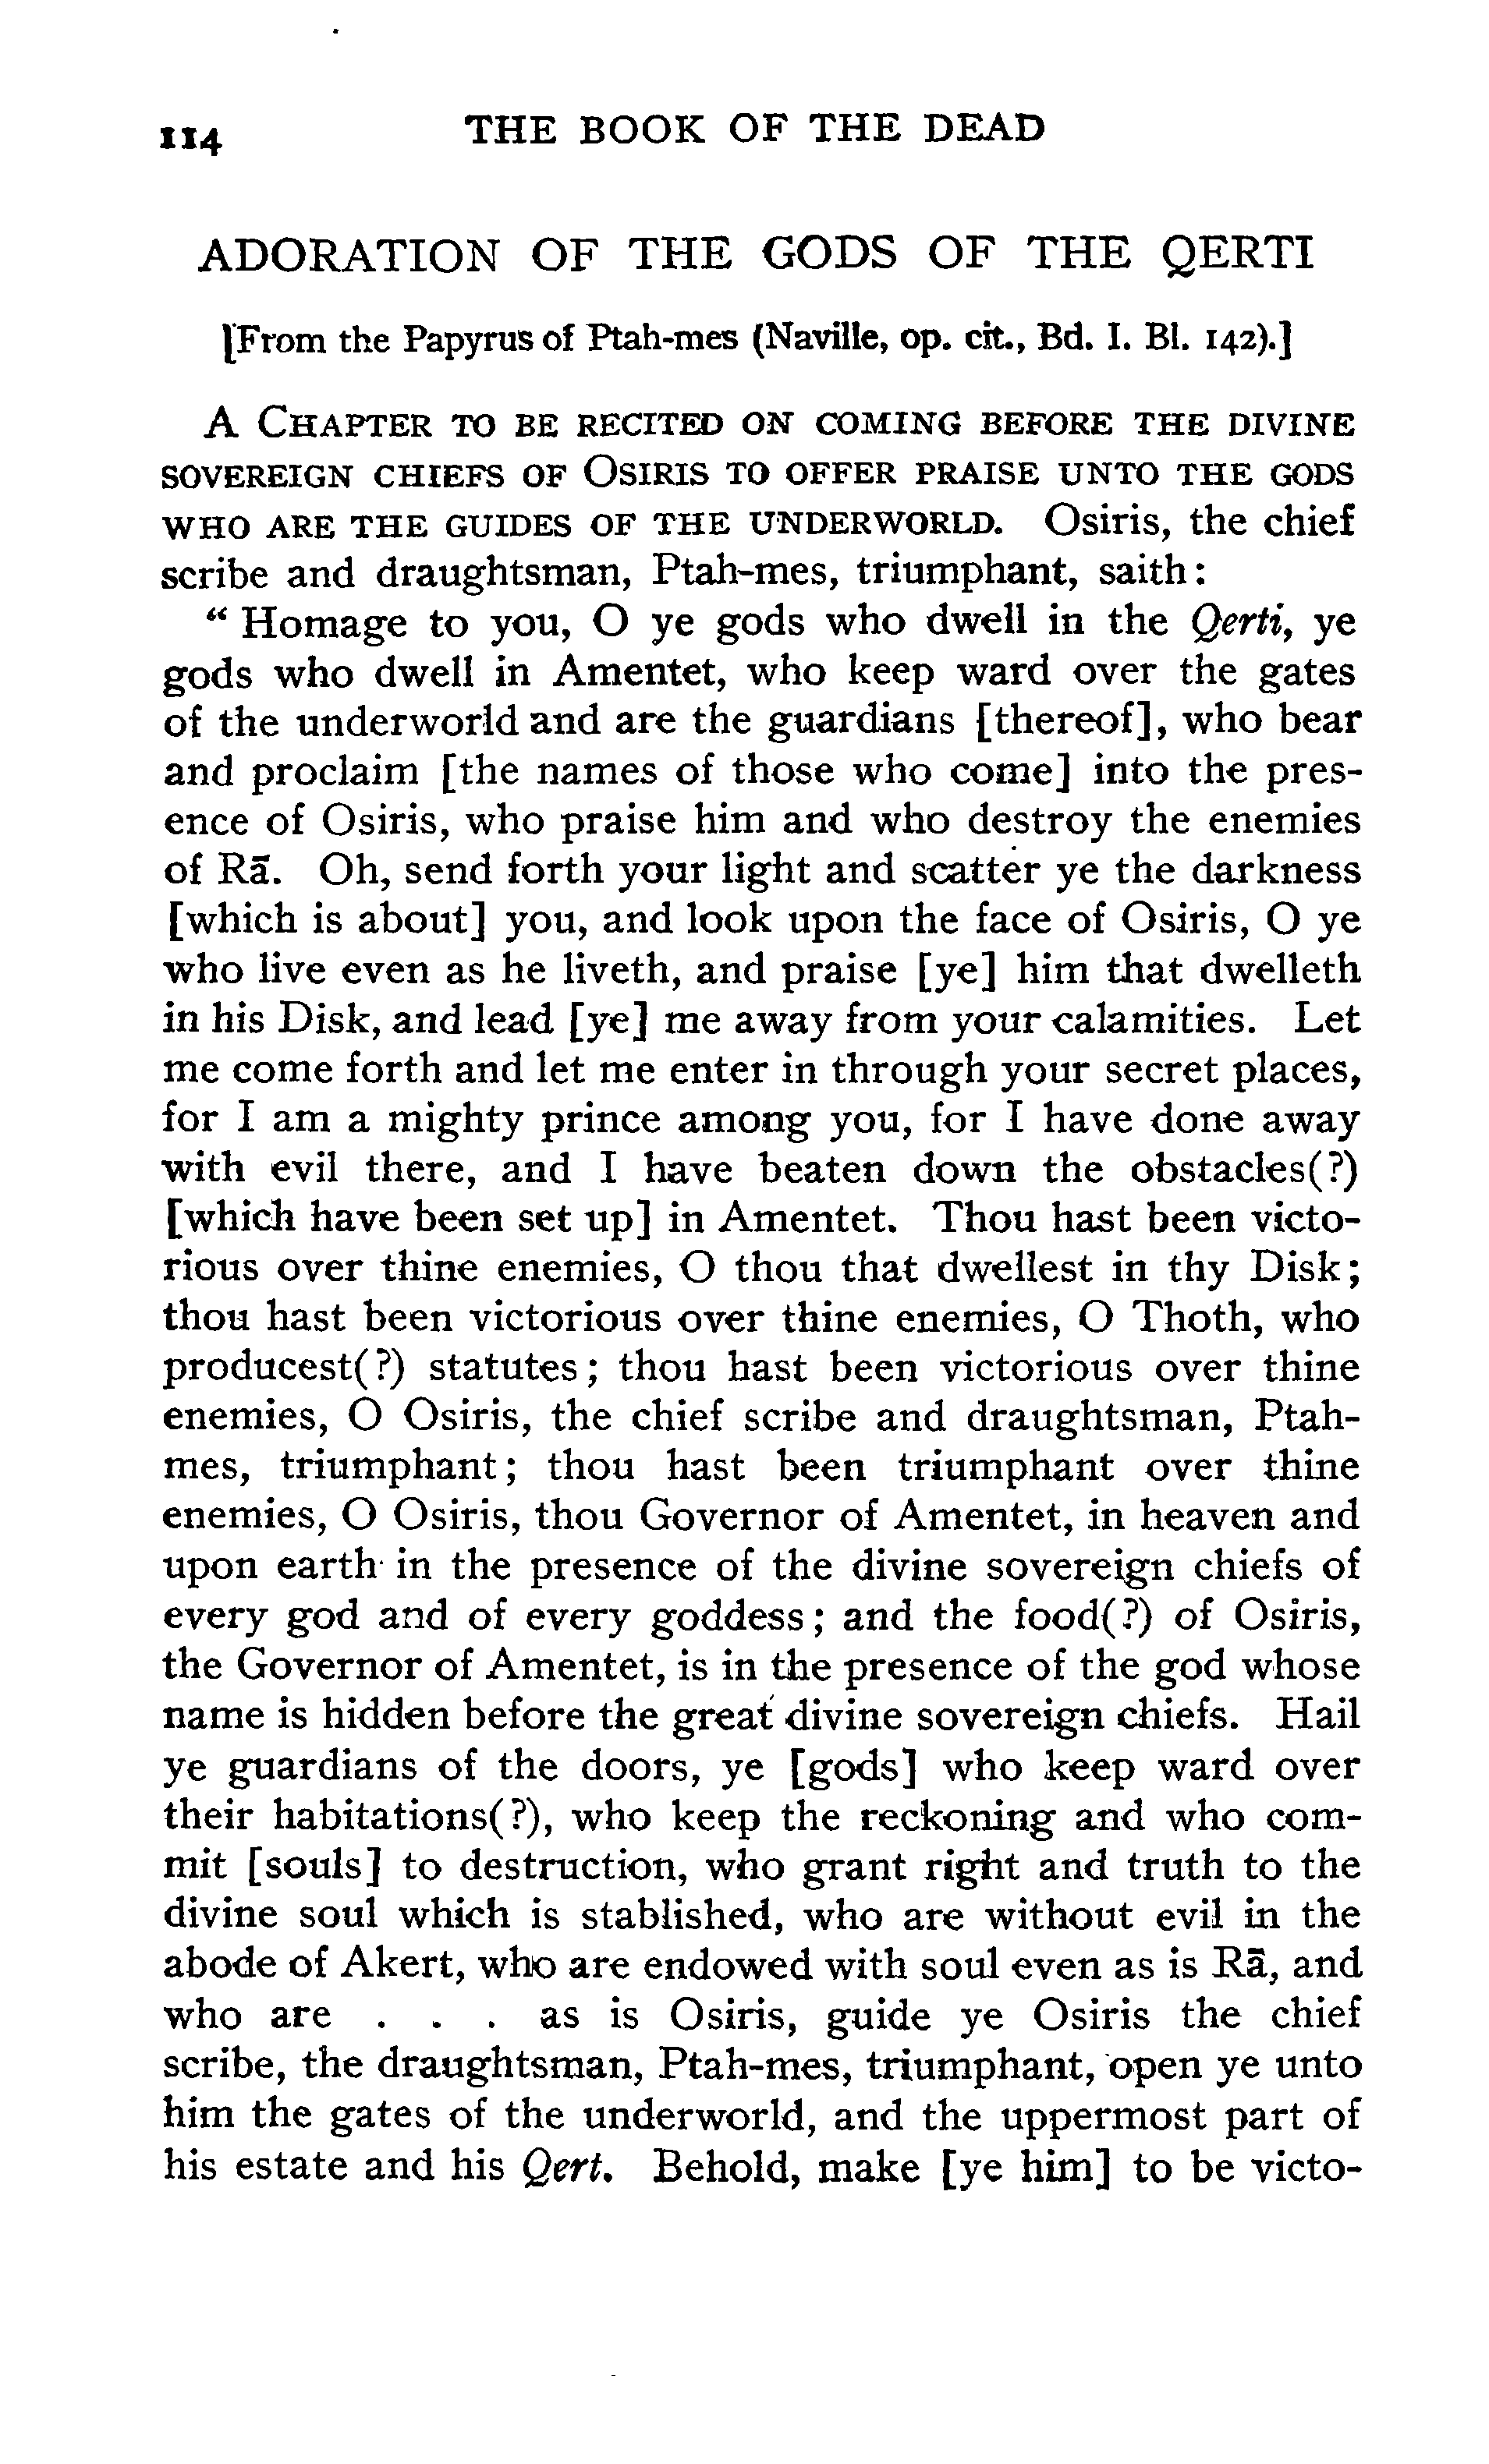 114 THE BOOK OF THE DEAD
ADORATION OF THE GODS OF THE QERTI
[From the Papyrus of Ptah-mes (Naville, op. cit., Bd. I. Bl. 142).]
A CHAPTER TO BE RECITED ON COMING BEFORE THE DIVINE
SOVEREIGN CHIEFS OF OSIRIS TO OFFER PRAISE UNTO THE GODS
WHO ARE THE GUIDES OF THE UNDERWORLD. Osiris, the chief
scribe and draughtsman, Ptah-mes, triumphant, saith:
“Homage to you, O ye gods who dwell in the Qerti, ye
gods who dwell in Amentet, who keep ward over the gates
of the underworld and are the guardians [thereof], who bear
and proclaim [the names of those who come] into the pres-
ence of Osiris, who praise him and who destroy the enemies
of Rā. Oh, send forth your light and scatter ye the darkness
[which is about] you, and look upon the face of Osiris, O ye
who live even as he liveth, and praise [ye] him that dwelleth
in his Disk, and lead [ye] me away from your calamities. Let
me come forth and let me enter in through your secret places,
for I am a mighty prince among you, for I have done away
with evil there, and I have beaten down the obstacles(?)
[which have been set up] in Amentet. Thou hast been victo-
rious over thine enemies, O thou that dwellest in thy Disk;
thou hast been victorious over thine enemies, O Thoth, who
producest(?) statutes; thou hast been victorious over thine
enemies, O Osiris, the chief scribe and draughtsman, Ptah-
mes, triumphant; thou hast been triumphant over thine
enemies, O Osiris, thou Governor of Amentet, in heaven and
upon earth in the presence of the divine sovereign chiefs of
every god and of every goddess; and the food(?) of Osiris,
the Governor of Amentet, is in the presence of the god whose
name is hidden before the great divine sovereign chiefs. Hail
ye guardians of the doors, ye [gods] who keep ward over
their habitations(?), who keep the reckoning and who com-
mit [souls] to destruction, who grant right and truth to the
divine soul which is stablished, who are without evil in the
abode of Akert, who are endowed with soul even as is Rā, and
who are . . . as is Osiris, guide ye Osiris the chief
scribe, the draughtsman, Ptah-mes, triumphant, open ye unto
him the gates of the underworld, and the uppermost part of
his estate and his Qert. Behold, make [ye him] to be victo-